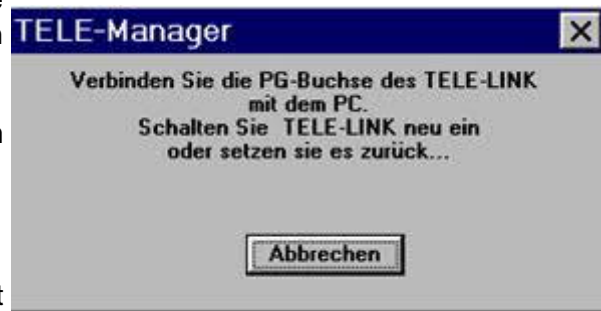 TELE-Manager
Verbinden Sie die PG-Buchse des TELE-LINK
mit dem PC.
Schalten Sie TELE-LINK neu ein
oder setzen sie es zurück...
Abbrechen